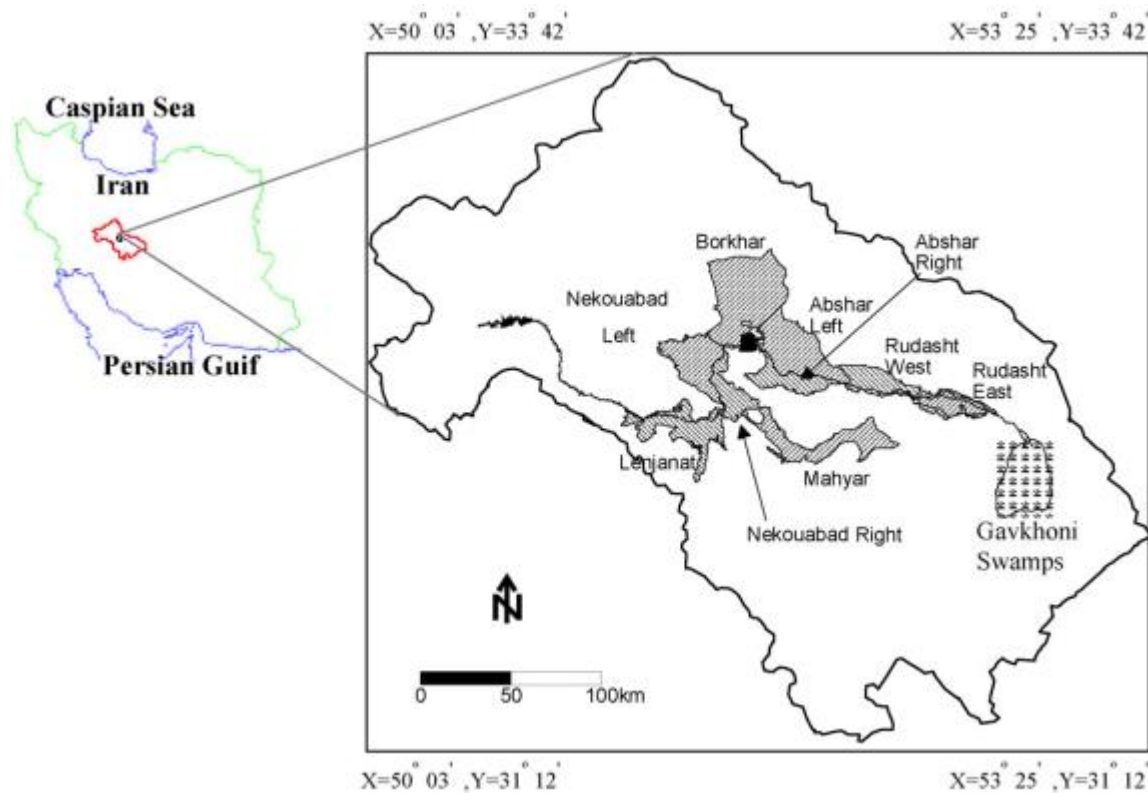 X=50° 03' ,Y=33° 42'
X=53° 25' ,Y=33° 42'
Caspian Sea
Iran
Persian Guif
Borkhar
Abshar
Right
Nekouabad
Left
Abshar
Left
Rudasht
West
Rudasht
East
Lenjanat
Mahyar
Nekouabad Right
Gavkhoni
Swamps
N
0 50 100km
X=50° 03' ,Y=31° 12'
X=53° 25' ,Y=31° 12'